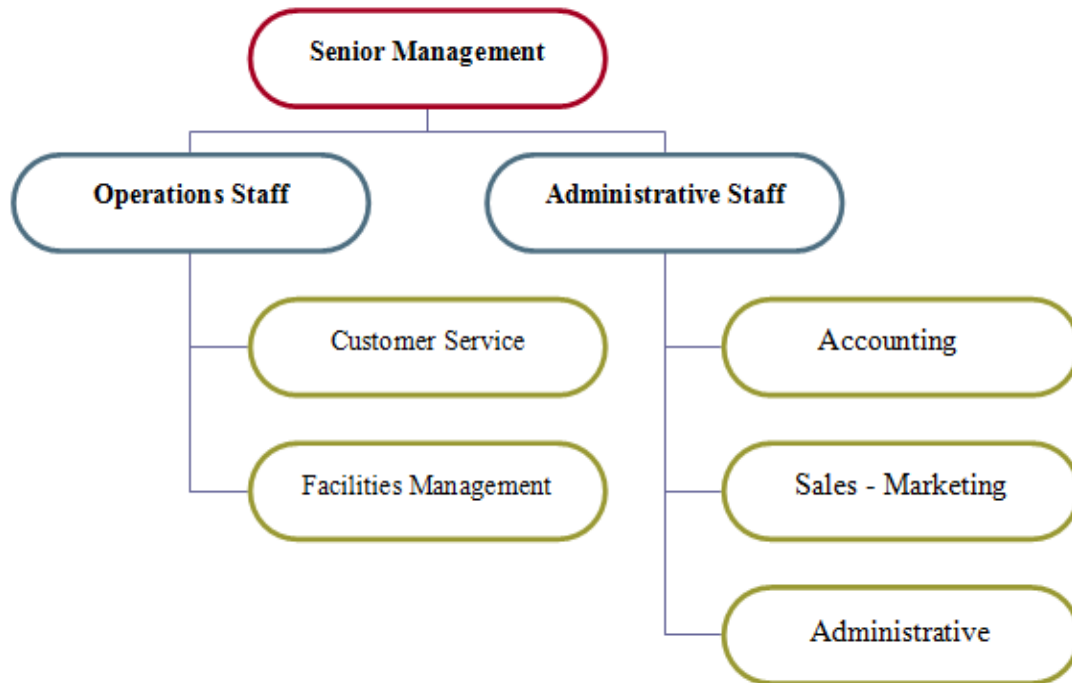 Senior Management
Operations Staff
Administrative Staff
Customer Service
Accounting
Facilities Management
Sales - Marketing
Administrative